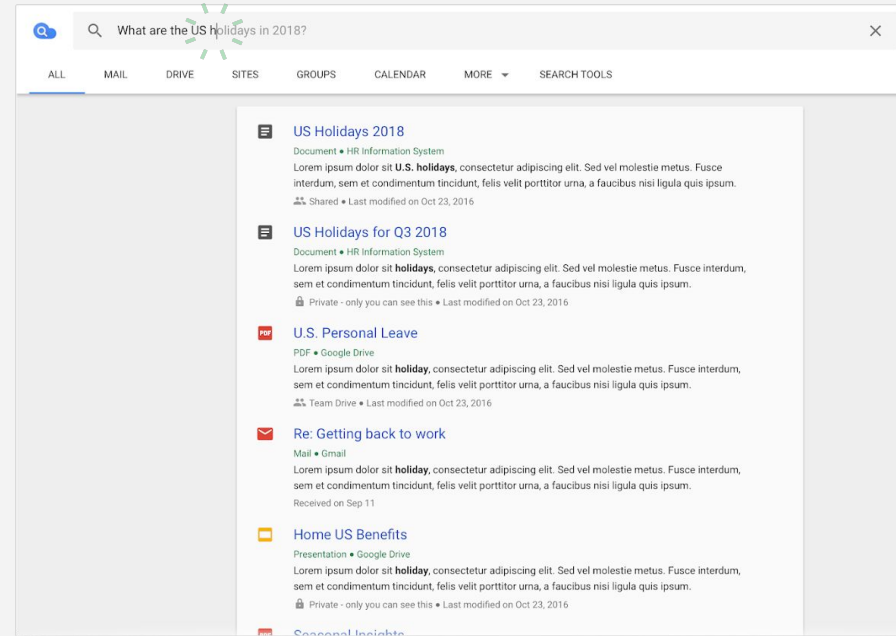 What are the US holidays in 2018?
ALL MAIL DRIVE SITES GROUPS CALENDAR MORE SEARCH TOOLS
US Holidays 2018
Document • HR Information System
Lorem ipsum dolor sit U.S. holidays, consectetur adipiscing elit. Sed vel molestie metus. Fusce
interdum, sem et condimentum tincidunt, felis velit porttitor urna, a faucibus nisi ligula quis ipsum.
Shared • Last modified on Oct 23, 2016
US Holidays for Q3 2018
Document • HR Information System
Lorem ipsum dolor sit holidays, consectetur adipiscing elit. Sed vel molestie metus. Fusce interdum,
sem et condimentum tincidunt, felis velit porttitor urna, a faucibus nisi ligula quis ipsum.
Private - only you can see this • Last modified on Oct 23, 2016
PDF U.S. Personal Leave
PDF • Google Drive
Lorem ipsum dolor sit holiday, consectetur adipiscing elit. Sed vel molestie metus. Fusce interdum,
sem et condimentum tincidunt, felis velit porttitor urna, a faucibus nisi ligula quis ipsum.
Team Drive • Last modified on Oct 23, 2016
Re: Getting back to work
Mail • Gmail
Lorem ipsum dolor sit holiday, consectetur adipiscing elit. Sed vel molestie metus. Fusce interdum,
sem et condimentum tincidunt, felis velit porttitor urna, a faucibus nisi ligula quis ipsum.
Received on Sep 11
Home US Benefits
Presentation • Google Drive
Lorem ipsum dolor sit holiday, consectetur adipiscing elit. Sed vel molestie metus. Fusce interdum,
sem et condimentum tincidunt, felis velit porttitor urna, a faucibus nisi ligula quis ipsum.
Private - only you can see this • Last modified on Oct 23, 2016
Seasonal Insights